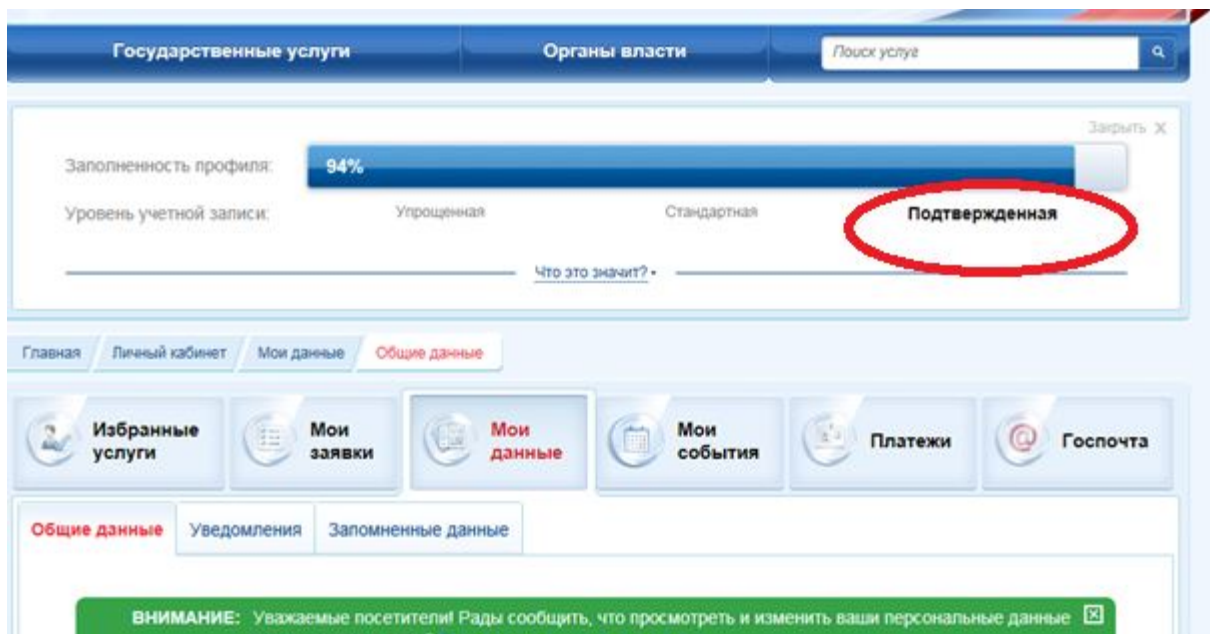 Государственные услуги Органы власти Поиск услуг
Закрыть X
Заполненность профиля: 94%
Уровень учетной записи: Упрощенная Стандартная Подтвержденная
Что это значит?
Главная Личный кабинет Мои данные Общие данные
Избранные услуги Мои заявки Мои данные Мои события Платежи Госпочта
Общие данные Уведомления Запомненные данные
ВНИМАНИЕ: Уважаемые посетители! Рады сообщить, что просмотреть и изменить ваши персональные данные